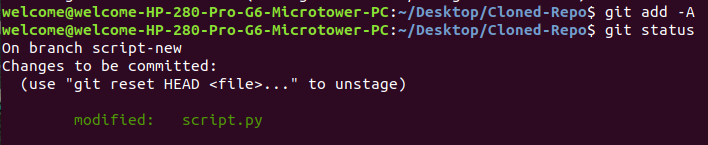 welcome@welcome-HP-280-Pro-G6-Microtower-PC:~/Desktop/Cloned-Repo$ git add -A
welcome@welcome-HP-280-Pro-G6-Microtower-PC:~/Desktop/Cloned-Repo$ git status
On branch script-new
Changes to be committed:
  (use "git reset HEAD <file>..." to unstage)

        modified:   script.py